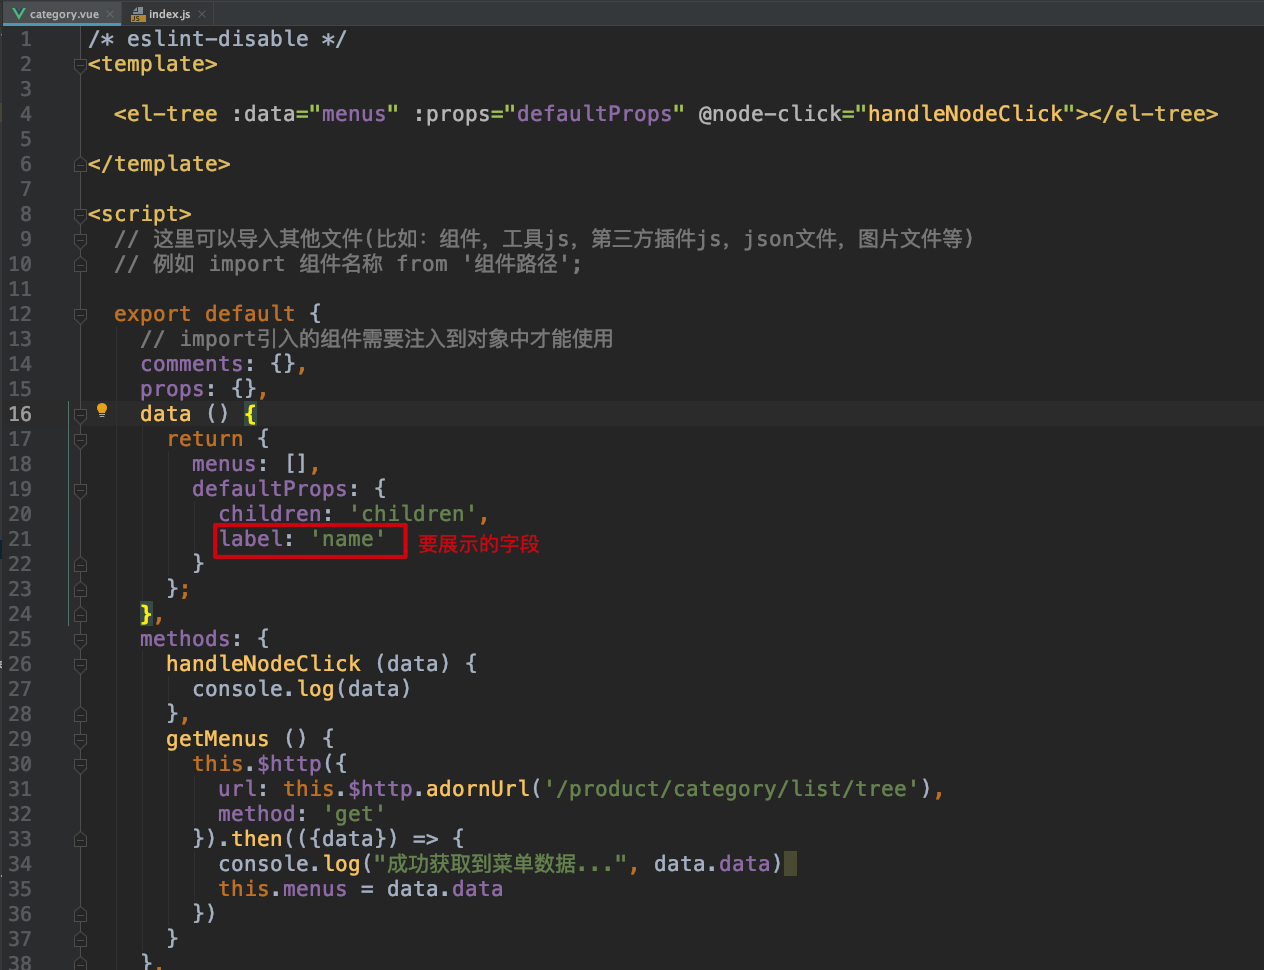 category.vue index.js
1 /* eslint-disable */
2 <template>
3
4 <el-tree :data="menus" :props="defaultProps" @node-click="handleNodeClick"></el-tree>
5
6 </template>
7
8 <script>
9 // 这里可以导入其他文件(比如：组件，工具js，第三方插件js，json文件，图片文件等)
10 // 例如 import 组件名称 from '组件路径';
11
12 export default {
13 // import引入的组件需要注入到对象中才能使用
14 comments: {},
15 props: {},
16 data () {
17 return {
18 menus: [],
19 defaultProps: {
20 children: 'children',
21 label: 'name' 要展示的字段
22 }
23 };
24 },
25 methods: {
26 handleNodeClick (data) {
27 console.log(data)
28 },
29 getMenus () {
30 this.$http({
31 url: this.$http.adornUrl('/product/category/list/tree'),
32 method: 'get'
33 }).then(({data}) => {
34 console.log("成功获取到菜单数据...", data.data)
35 this.menus = data.data
36 })
37 }
38 },